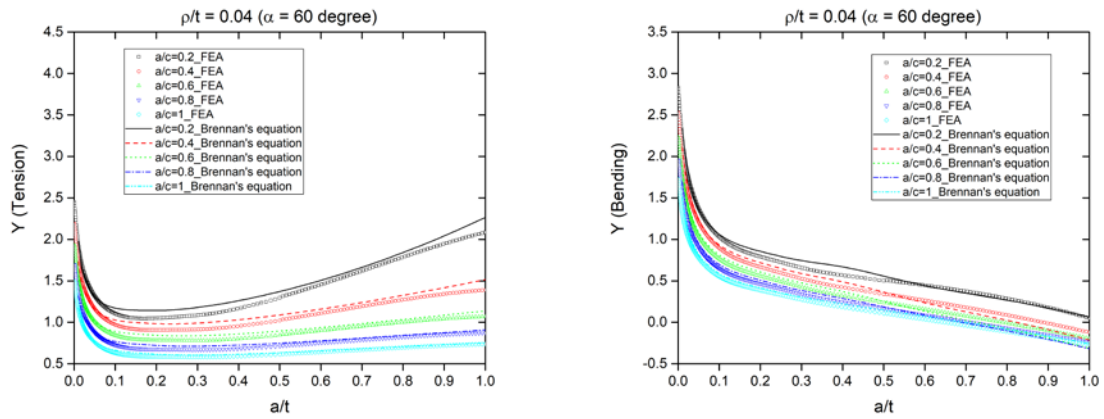 ρ/t = 0.04 (α = 60 degree)
4.5
4.0
3.5
3.0
2.5
2.0
1.5
1.0
0.5
Y (Tension)
a/c=0.2_FEA
a/c=0.4_FEA
a/c=0.6_FEA
a/c=0.8_FEA
a/c=1_FEA
a/c=0.2_Brennan's equation
a/c=0.4_Brennan's equation
a/c=0.6_Brennan's equation
a/c=0.8_Brennan's equation
a/c=1_Brennan's equation
0.0 0.1 0.2 0.3 0.4 0.5 0.6 0.7 0.8 0.9 1.0
a/t
ρ/t = 0.04 (α = 60 degree)
3.5
3.0
2.5
2.0
1.5
1.0
0.5
0.0
-0.5
Y (Bending)
a/c=0.2_FEA
a/c=0.4_FEA
a/c=0.6_FEA
a/c=0.8_FEA
a/c=1_FEA
a/c=0.2_Brennan's equation
a/c=0.4_Brennan's equation
a/c=0.6_Brennan's equation
a/c=0.8_Brennan's equation
a/c=1_Brennan's equation
0.0 0.1 0.2 0.3 0.4 0.5 0.6 0.7 0.8 0.9 1.0
a/t